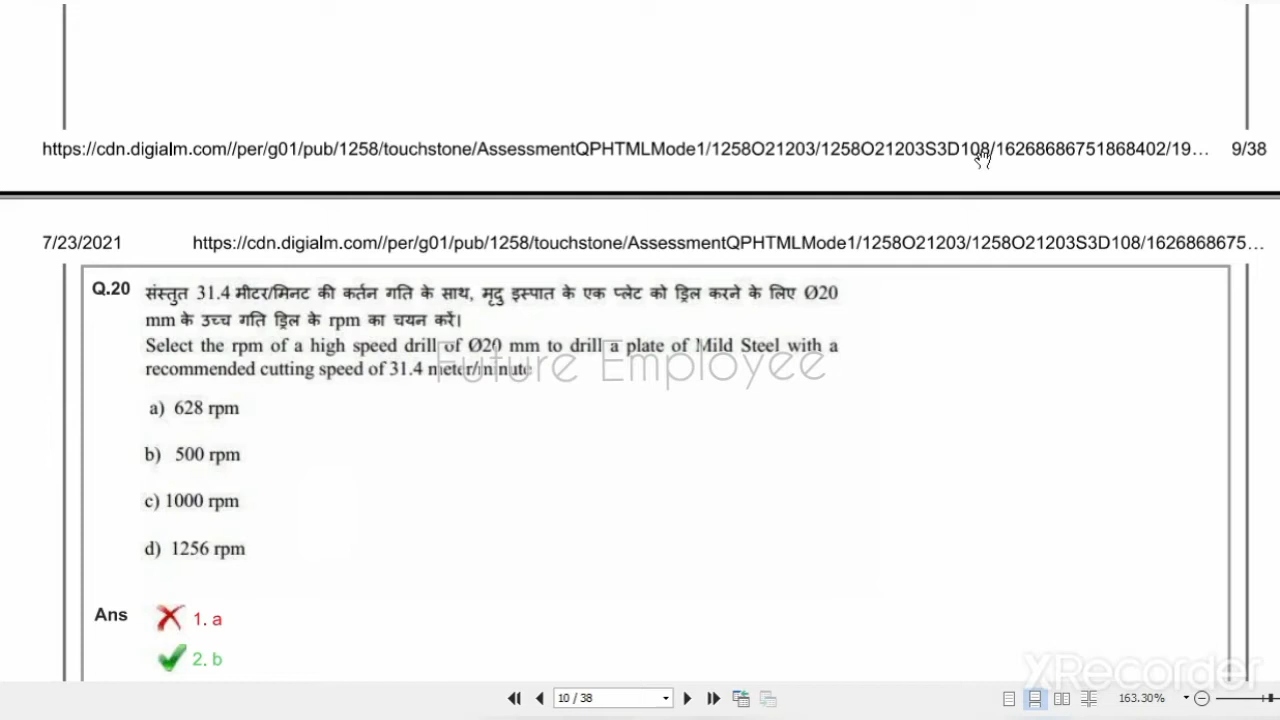 https://cdn.digialm.com//per/g01/pub/1258/touchstone/AssessmentQPHTMLMode1/1258O21203/1258O21203S3D108/16268686751868402/19... 9/38
7/23/2021 https://cdn.digialm.com//per/g01/pub/1258/touchstone/AssessmentQPHTMLMode1/1258O21203/1258O21203S3D108/1626868675...
Q.20 संस्तुत 31.4 मीटर/मिनट की कर्तन गति के साथ, मृदु इस्पात के एक प्लेट को ड्रिल करने के लिए Ø20
mm के उच्च गति ड्रिल के rpm का चयन करें।
Select the rpm of a high speed drill of Ø20 mm to drill a plate of Mild Steel with a
recommended cutting speed of 31.4 meter/minute
Future Employee
a) 628 rpm
b) 500 rpm
c) 1000 rpm
d) 1256 rpm
Ans 1. a
2. b
XRecorder
10 / 38 163.30%